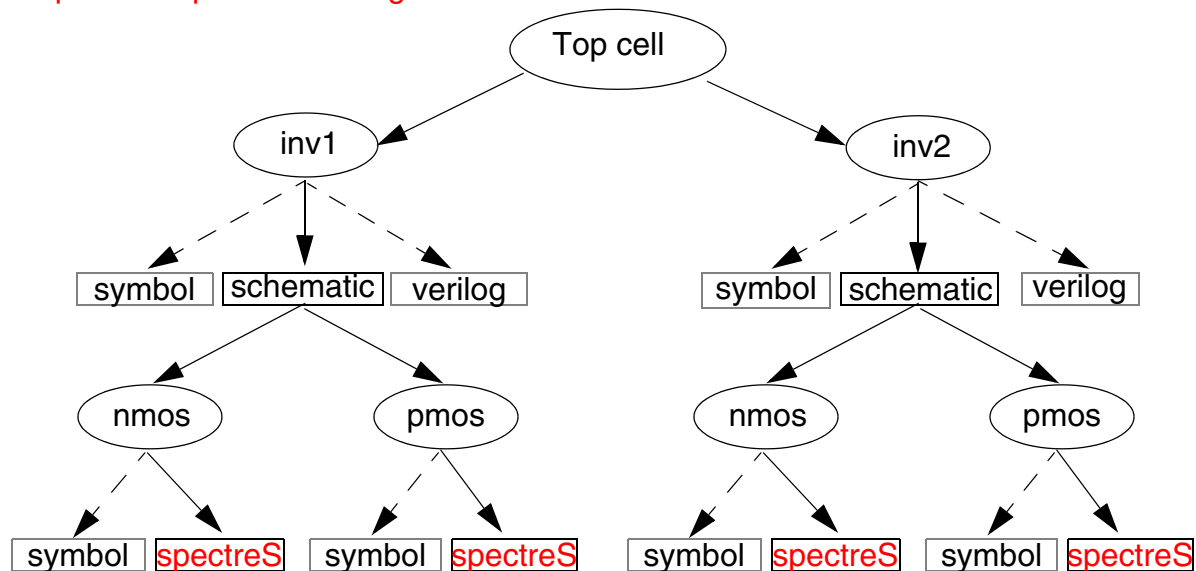 Top cell
inv1
inv2
symbol schematic verilog
symbol schematic verilog
nmos
pmos
nmos
pmos
symbol spectreS
symbol spectreS
symbol spectreS
symbol spectreS